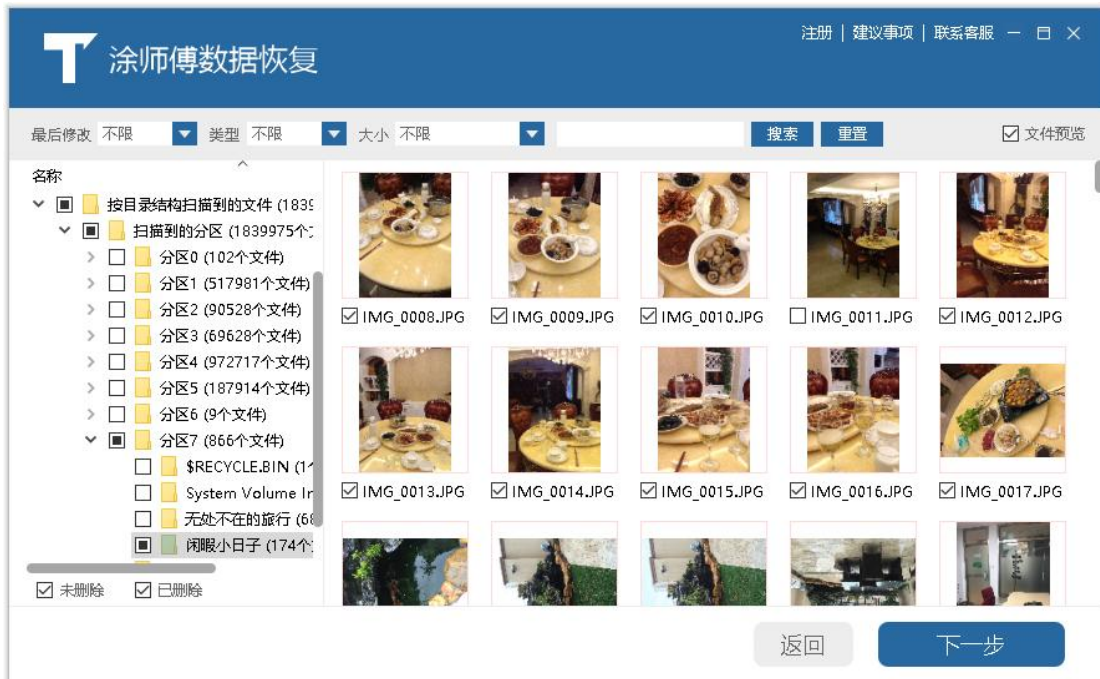 注册 | 建议事项 | 联系客服
涂师傅数据恢复
最后修改 不限 类型 不限 大小 不限 搜索 重置 文件预览
名称
按目录结构扫描到的文件 (1839
扫描到的分区 (1839975个
分区0 (102个文件)
分区1 (517981个文件)
分区2 (90528个文件)
分区3 (69628个文件)
分区4 (972717个文件)
分区5 (187914个文件)
分区6 (9个文件)
分区7 (866个文件)
$RECYCLE.BIN (1
System Volume Ir
无处不在的旅行 (68
闲暇小日子 (174个
未删除 已删除
IMG_0008.JPG IMG_0009.JPG IMG_0010.JPG IMG_0011.JPG IMG_0012.JPG
IMG_0013.JPG IMG_0014.JPG IMG_0015.JPG IMG_0016.JPG IMG_0017.JPG
返回 下一步